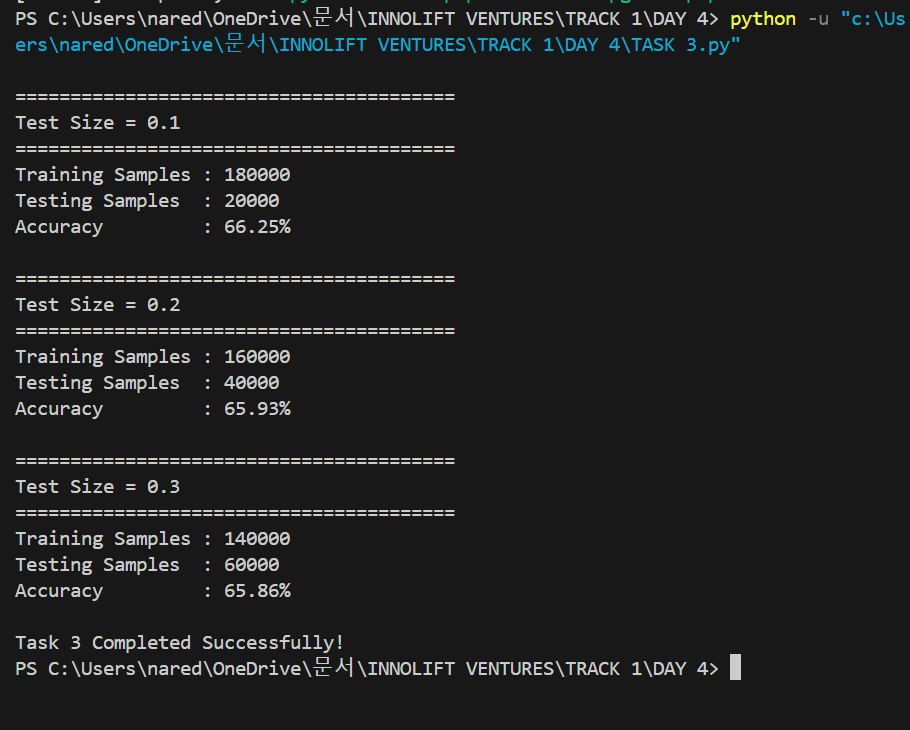 PS C:\Users\nared\OneDrive\문서\INNOLIFT VENTURES\TRACK 1\DAY 4> python -u "c:\Us
ers\nared\OneDrive\문서\INNOLIFT VENTURES\TRACK 1\DAY 4\TASK 3.py"
========================================
Test Size = 0.1
========================================
Training Samples : 180000
Testing Samples  : 20000
Accuracy         : 66.25%
========================================
Test Size = 0.2
========================================
Training Samples : 160000
Testing Samples  : 40000
Accuracy         : 65.93%
========================================
Test Size = 0.3
========================================
Training Samples : 140000
Testing Samples  : 60000
Accuracy         : 65.86%
Task 3 Completed Successfully!
PS C:\Users\nared\OneDrive\문서\INNOLIFT VENTURES\TRACK 1\DAY 4>